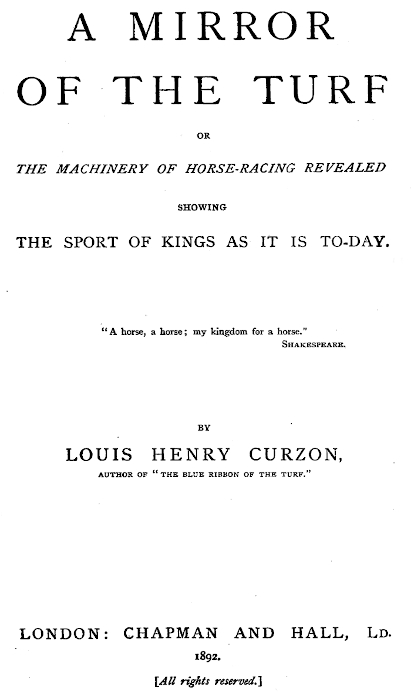 A MIRROR
OF THE TURF
OR
THE MACHINERY OF HORSE-RACING REVEALED
SHOWING
THE SPORT OF KINGS AS IT IS TO-DAY.
"A horse, a horse; my kingdom for a horse."
SHAKESPEARE.
BY
LOUIS HENRY CURZON,
AUTHOR OF "THE BLUE RIBBON OF THE TURF."
LONDON: CHAPMAN AND HALL, LD.
1892.
[All rights reserved.]